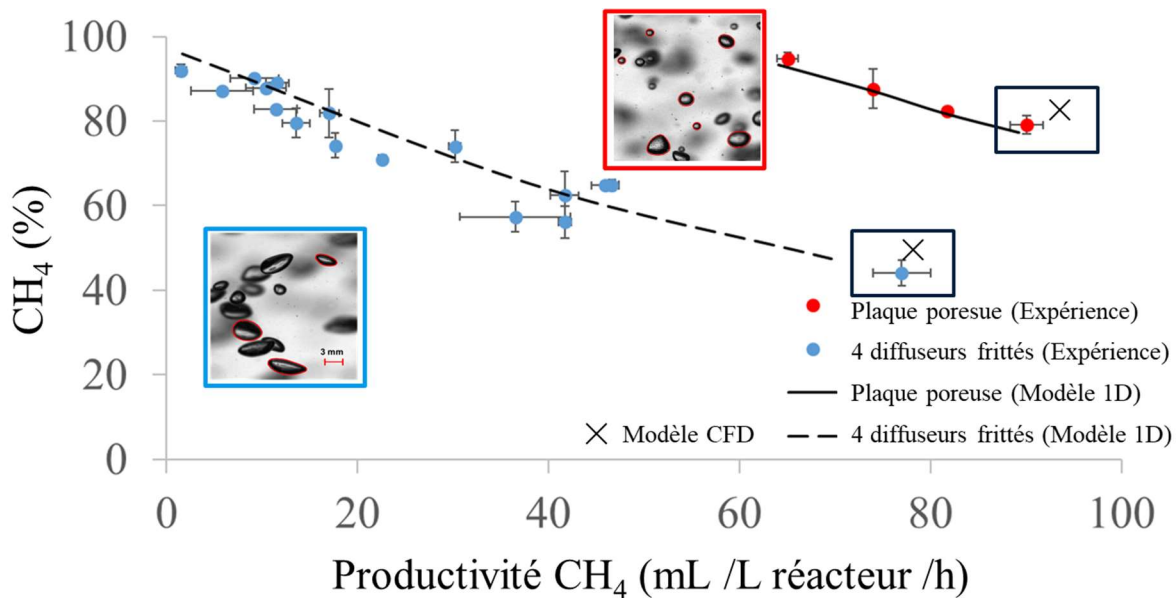 CH4 (%)
100
80
60
40
20
0
3 mm
Plaque poresue (Expérience)
4 diffuseurs frittés (Expérience)
Plaque poreuse (Modèle 1D)
Modèle CFD
4 diffuseurs frittés (Modèle 1D)
0 20 40 60 80 100
Productivité CH4 (mL /L réacteur /h)